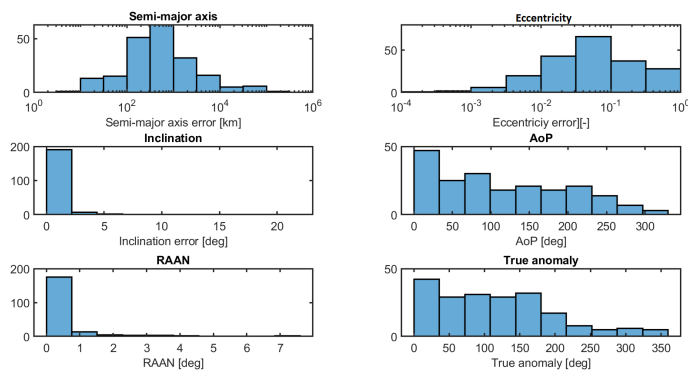 Semi-major axis
50
0
10^0 10^2 10^4 10^6
Semi-major axis error [km]
Eccentricity
50
0
10^-4 10^-3 10^-2 10^-1 10^0
Eccentriciy error][-]
Inclination
200
100
0
0 5 10 15 20
Inclination error [deg]
AoP
50
0
0 50 100 150 200 250 300
AoP [deg]
RAAN
200
100
0
0 1 2 3 4 5 6 7
RAAN [deg]
True anomaly
50
0
0 50 100 150 200 250 300 350
True anomaly [deg]